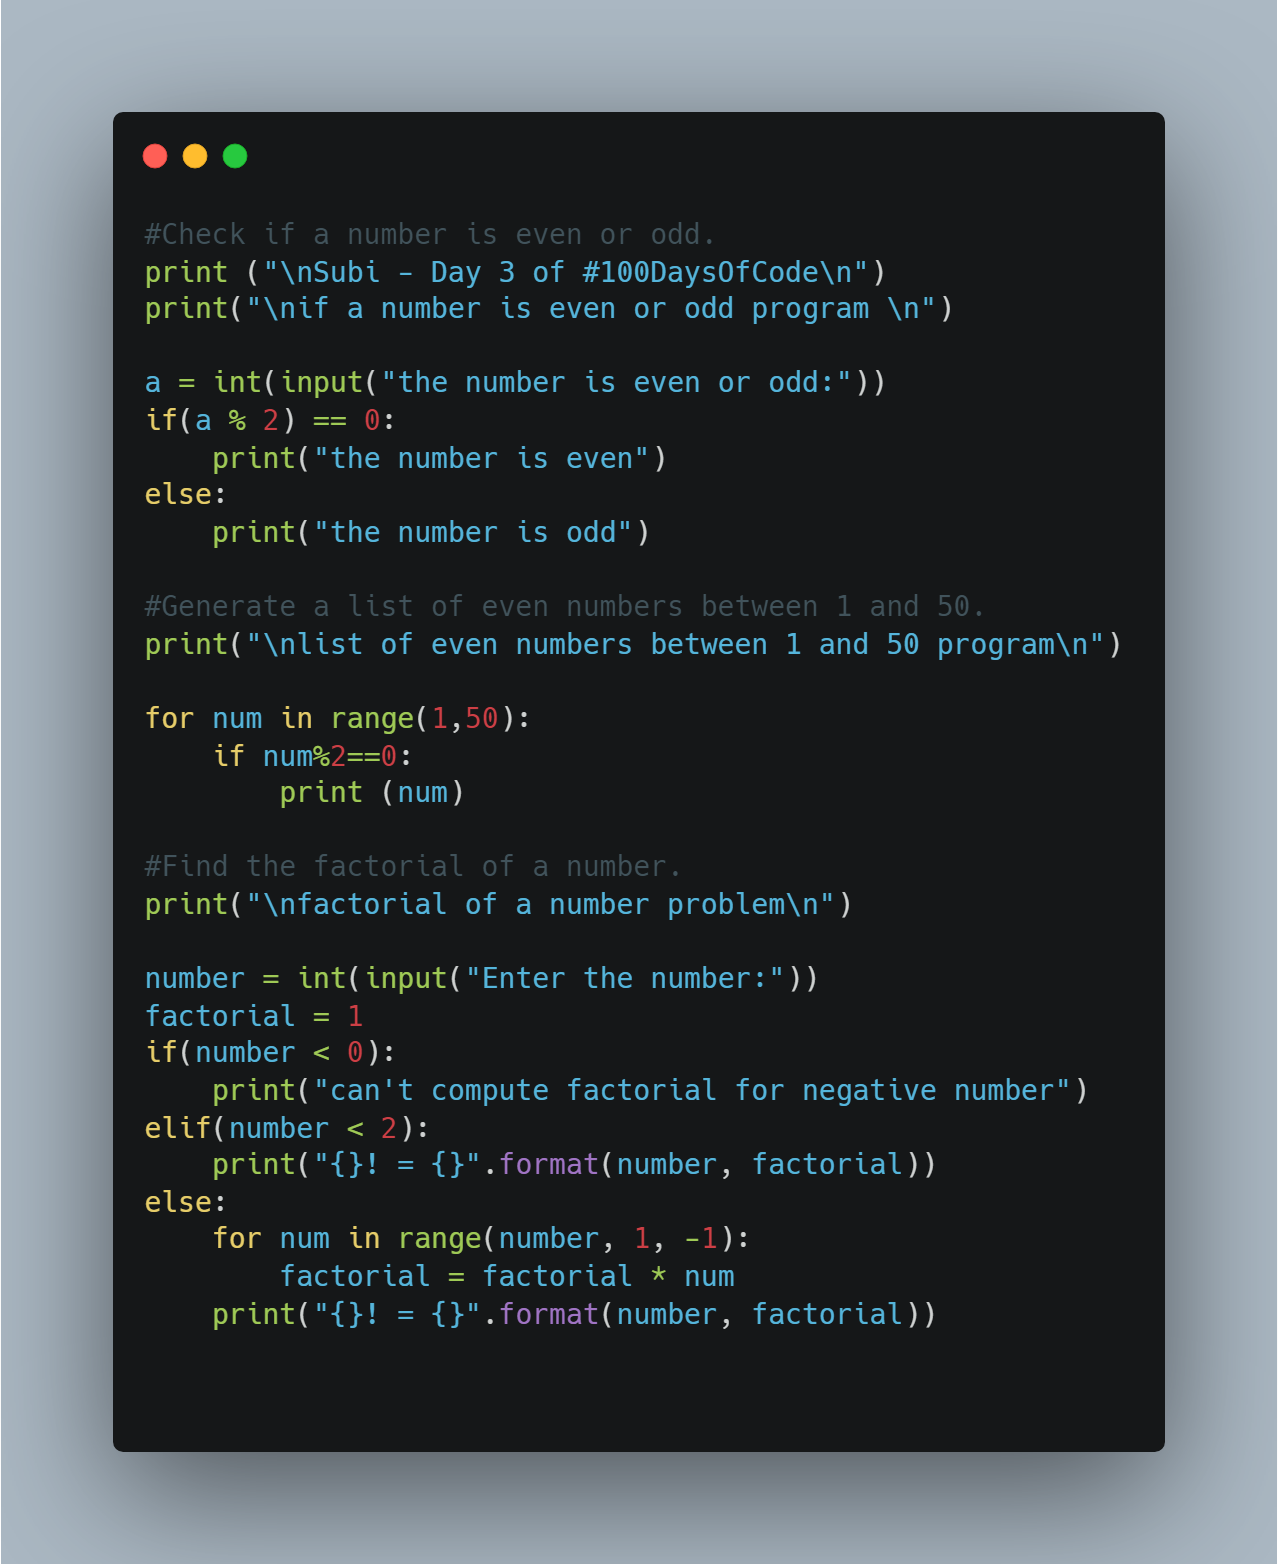 #Check if a number is even or odd.
print ("\nSubi - Day 3 of #100DaysOfCode\n")
print("\nif a number is even or odd program \n")

a = int(input("the number is even or odd:"))
if(a % 2) == 0:
    print("the number is even")
else:
    print("the number is odd")

#Generate a list of even numbers between 1 and 50.
print("\nlist of even numbers between 1 and 50 program\n")

for num in range(1,50):
    if num%2==0:
        print (num)

#Find the factorial of a number.
print("\nfactorial of a number problem\n")

number = int(input("Enter the number:"))
factorial = 1
if(number < 0):
    print("can't compute factorial for negative number")
elif(number < 2):
    print("{}! = {}".format(number, factorial))
else:
    for num in range(number, 1, -1):
        factorial = factorial * num
    print("{}! = {}".format(number, factorial))